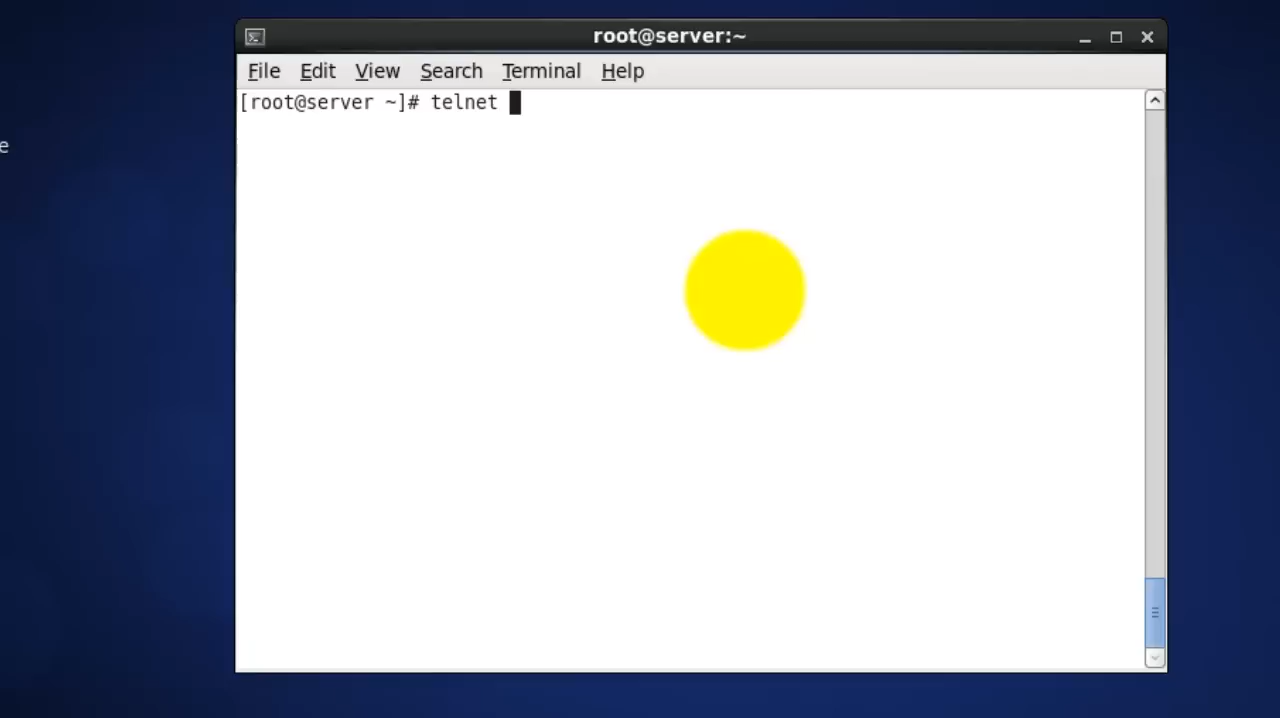 root@server:~
File Edit View Search Terminal Help
[root@server ~]# telnet
e